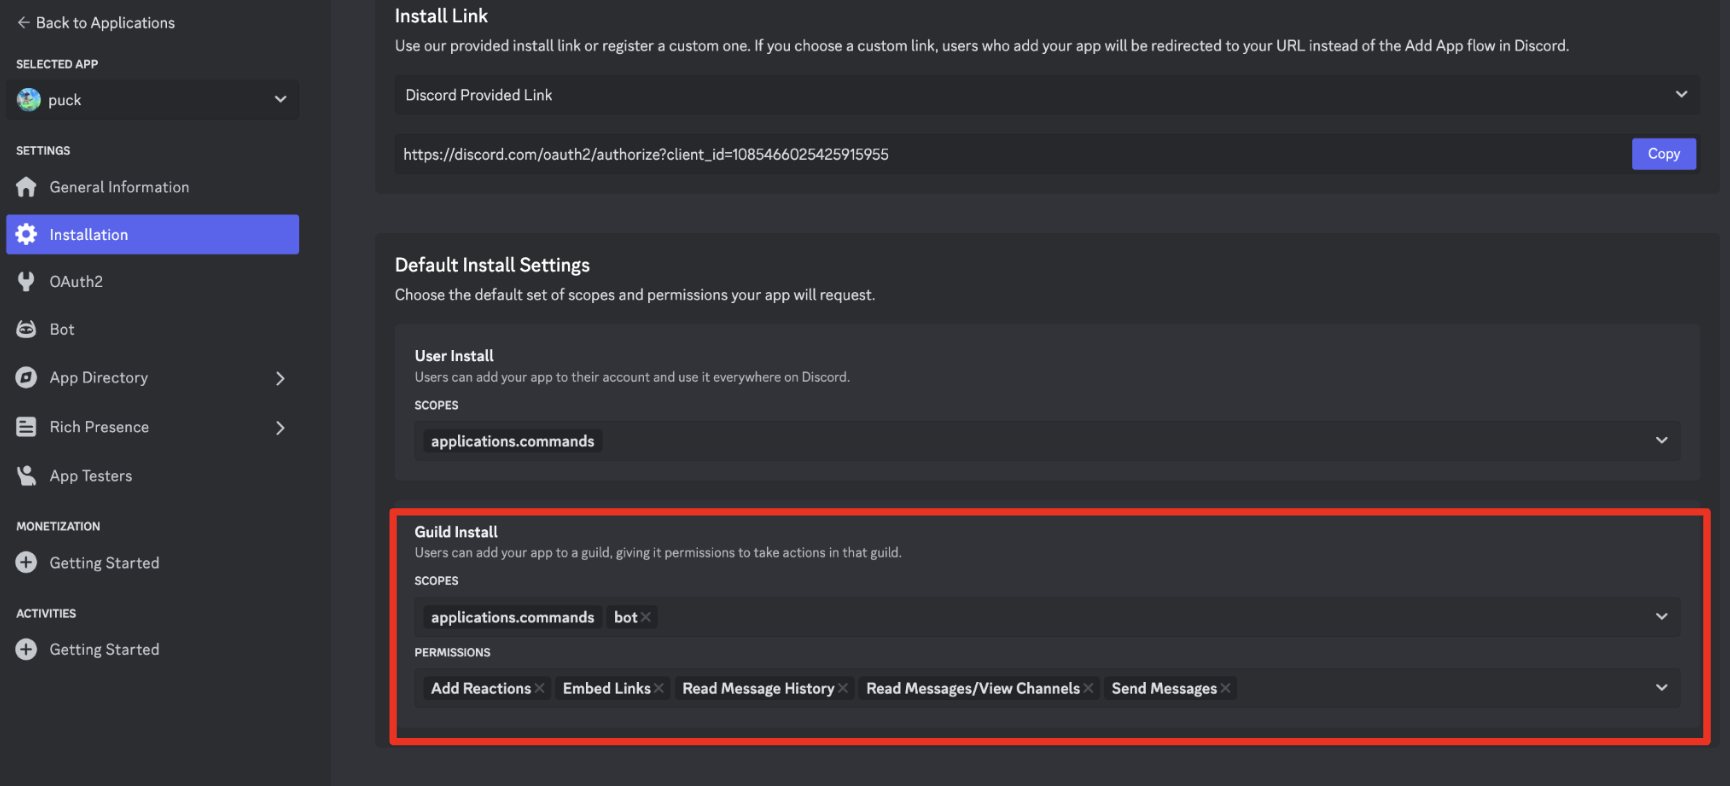 Back to Applications
SELECTED APP
puck
SETTINGS
General Information
Installation
OAuth2
Bot
App Directory
Rich Presence
App Testers
MONETIZATION
Getting Started
ACTIVITIES
Getting Started
Install Link
Use our provided install link or register a custom one. If you choose a custom link, users who add your app will be redirected to your URL instead of the Add App flow in Discord.
Discord Provided Link
https://discord.com/oauth2/authorize?client_id=1085466025425915955
Copy
Default Install Settings
Choose the default set of scopes and permissions your app will request.
User Install
Users can add your app to their account and use it everywhere on Discord.
SCOPES
applications.commands
Guild Install
Users can add your app to a guild, giving it permissions to take actions in that guild.
SCOPES
applications.commands bot
PERMISSIONS
Add Reactions Embed Links Read Message History Read Messages/View Channels Send Messages